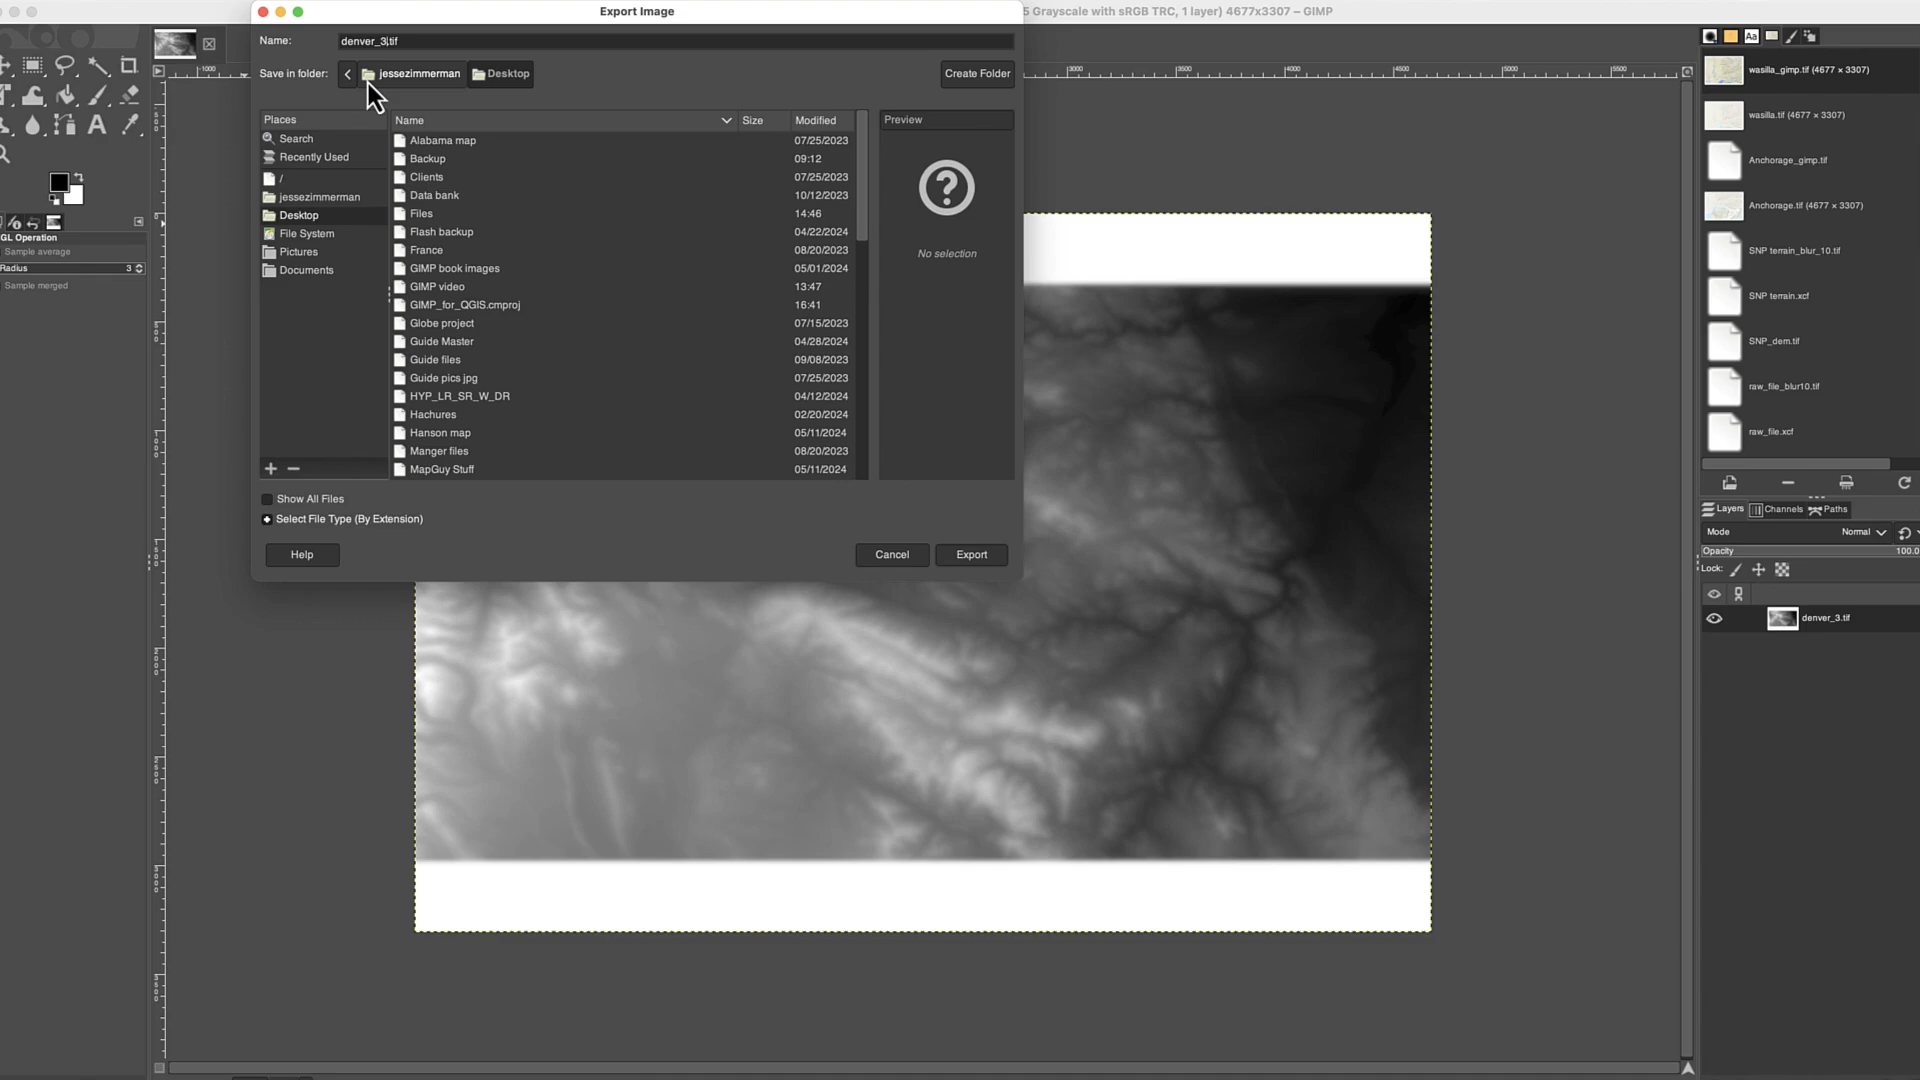 Export Image
5 Grayscale with sRGB TRC, 1 layer) 4677x3307 – GIMP
Name:
denver_3.tif
Save in folder:
jessezimmerman
Desktop
Create Folder
Places
Search
Recently Used
/
jessezimmerman
Desktop
File System
Pictures
Documents
Name Size Modified
Alabama map 07/25/2023
Backup 09:12
Clients 07/25/2023
Data bank 10/12/2023
Files 14:46
Flash backup 04/22/2024
France 08/20/2023
GIMP book images 05/01/2024
GIMP video 13:47
GIMP_for_QGIS.cmproj 16:41
Globe project 07/15/2023
Guide Master 04/28/2024
Guide files 09/08/2023
Guide pics jpg 07/25/2023
HYP_LR_SR_W_DR 04/12/2024
Hachures 02/20/2024
Hanson map 05/11/2024
Manger files 08/20/2023
MapGuy Stuff 05/11/2024
Preview
No selection
Show All Files
Select File Type (By Extension)
Help
Cancel
Export
GL Operation
Sample average
Radius 3
Sample merged
3000
3500
4000
4500
5000
5500
wasilla_gimp.tif (4677 × 3307)
wasilla.tif (4677 × 3307)
Anchorage_gimp.tif
Anchorage.tif (4677 × 3307)
SNP terrain_blur_10.tif
SNP terrain.xcf
SNP_dem.tif
raw_file_blur10.tif
raw_file.xcf
Layers
Channels
Paths
Mode Normal
Opacity 100.0
Lock:
denver_3.tif